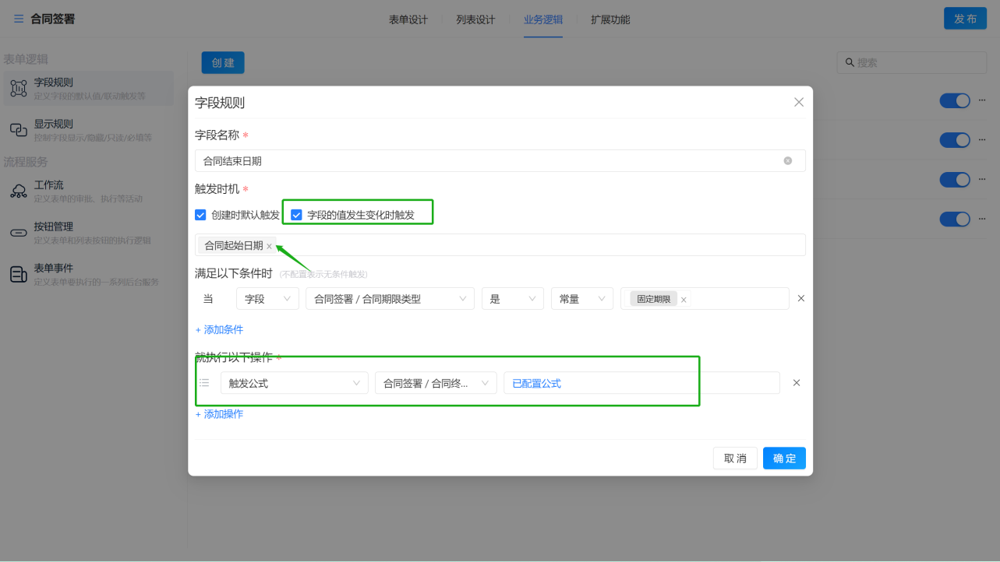 合同签署
表单设计 列表设计 业务逻辑 扩展功能
发 布
表单逻辑
字段规则
定义字段的默认值/联动触发等
显示规则
控制字段显示/隐藏/只读/必填等
流程服务
工作流
定义表单的审批、执行等活动
按钮管理
定义表单和列表按钮的执行逻辑
表单事件
定义表单要执行的一系列后台服务
创 建
搜索
字段规则
字段名称 *
合同结束日期
触发时机 *
创建时默认触发 字段的值发生变化时触发
合同起始日期 x
满足以下条件时 (不配置表示无条件触发)
当 字段 合同签署 / 合同期限类型 是 常量 固定期限 x
+ 添加条件
就执行以下操作 *
触发公式 合同签署 / 合同终... 已配置公式
+ 添加操作
取 消 确 定